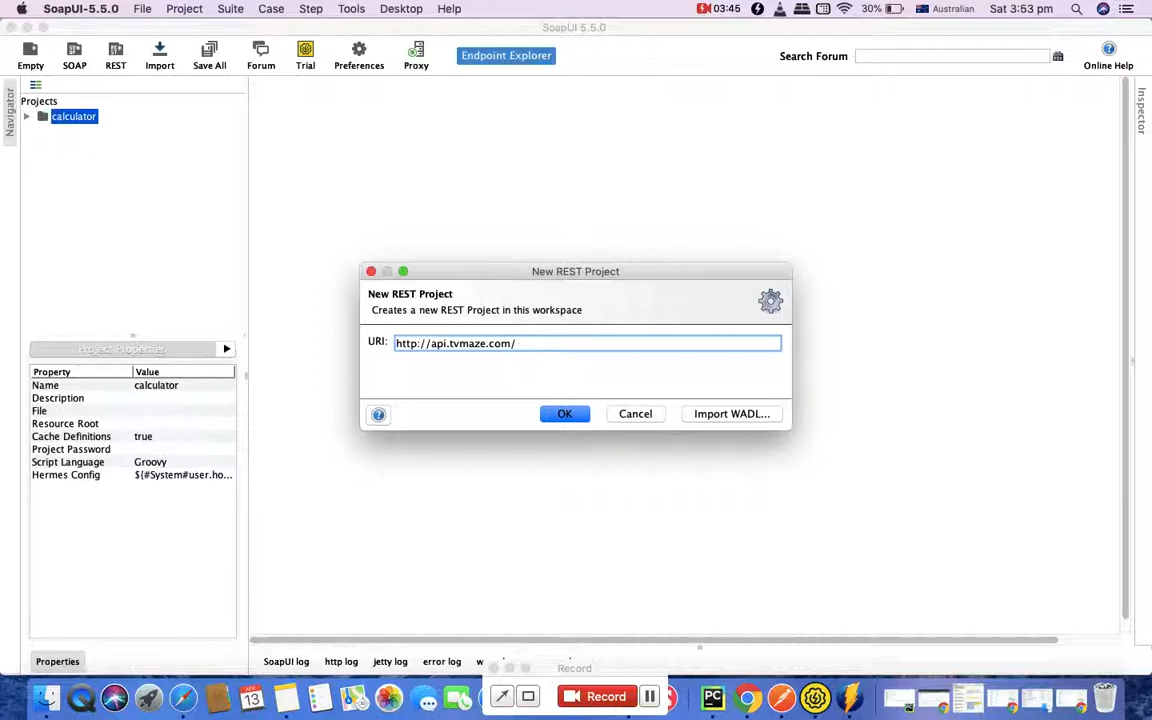 SoapUI-5.5.0 File Project Suite Case Step Tools Desktop Help 03:45 30% Australian Sat 3:53 pm
SoapUI-5.5.0
Empty SOAP REST Import Save All Forum Trial Preferences Proxy Endpoint Explorer Search Forum Online Help
Navigator
Inspector
Projects
calculator
New REST Project
New REST Project
Creates a new REST Project in this workspace
URI: http://api.tvmaze.com/
OK Cancel Import WADL...
Project Properties
Property Value
Name calculator
Description
File
Resource Root
Cache Definitions true
Project Password
Script Language Groovy
Hermes Config ${#System#user.ho...
Properties SoapUI log http log jetty log error log w
Record
Record
APR
13
PC